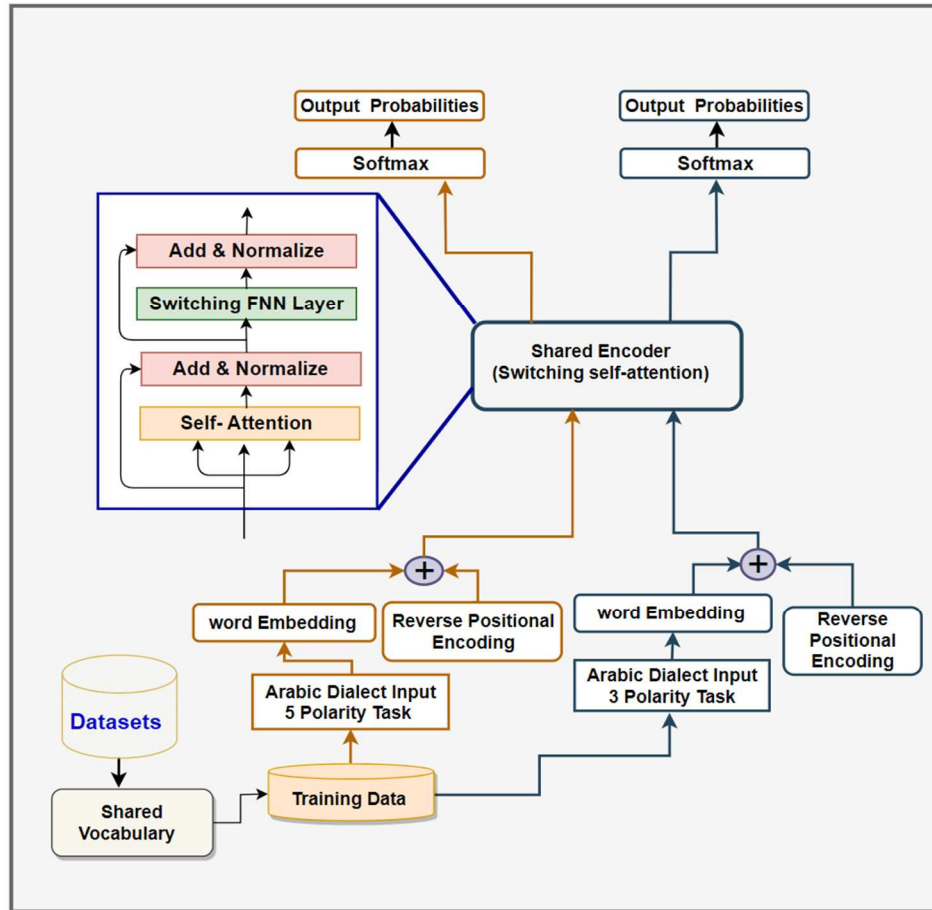 Output Probabilities
Output Probabilities
Softmax
Softmax
Add & Normalize
Switching FNN Layer
Add & Normalize
Self- Attention
Shared Encoder
(Switching self-attention)
+
+
word Embedding
Reverse Positional
Encoding
word Embedding
Reverse
Positional
Encoding
Arabic Dialect Input
5 Polarity Task
Arabic Dialect Input
3 Polarity Task
Datasets
Training Data
Shared
Vocabulary